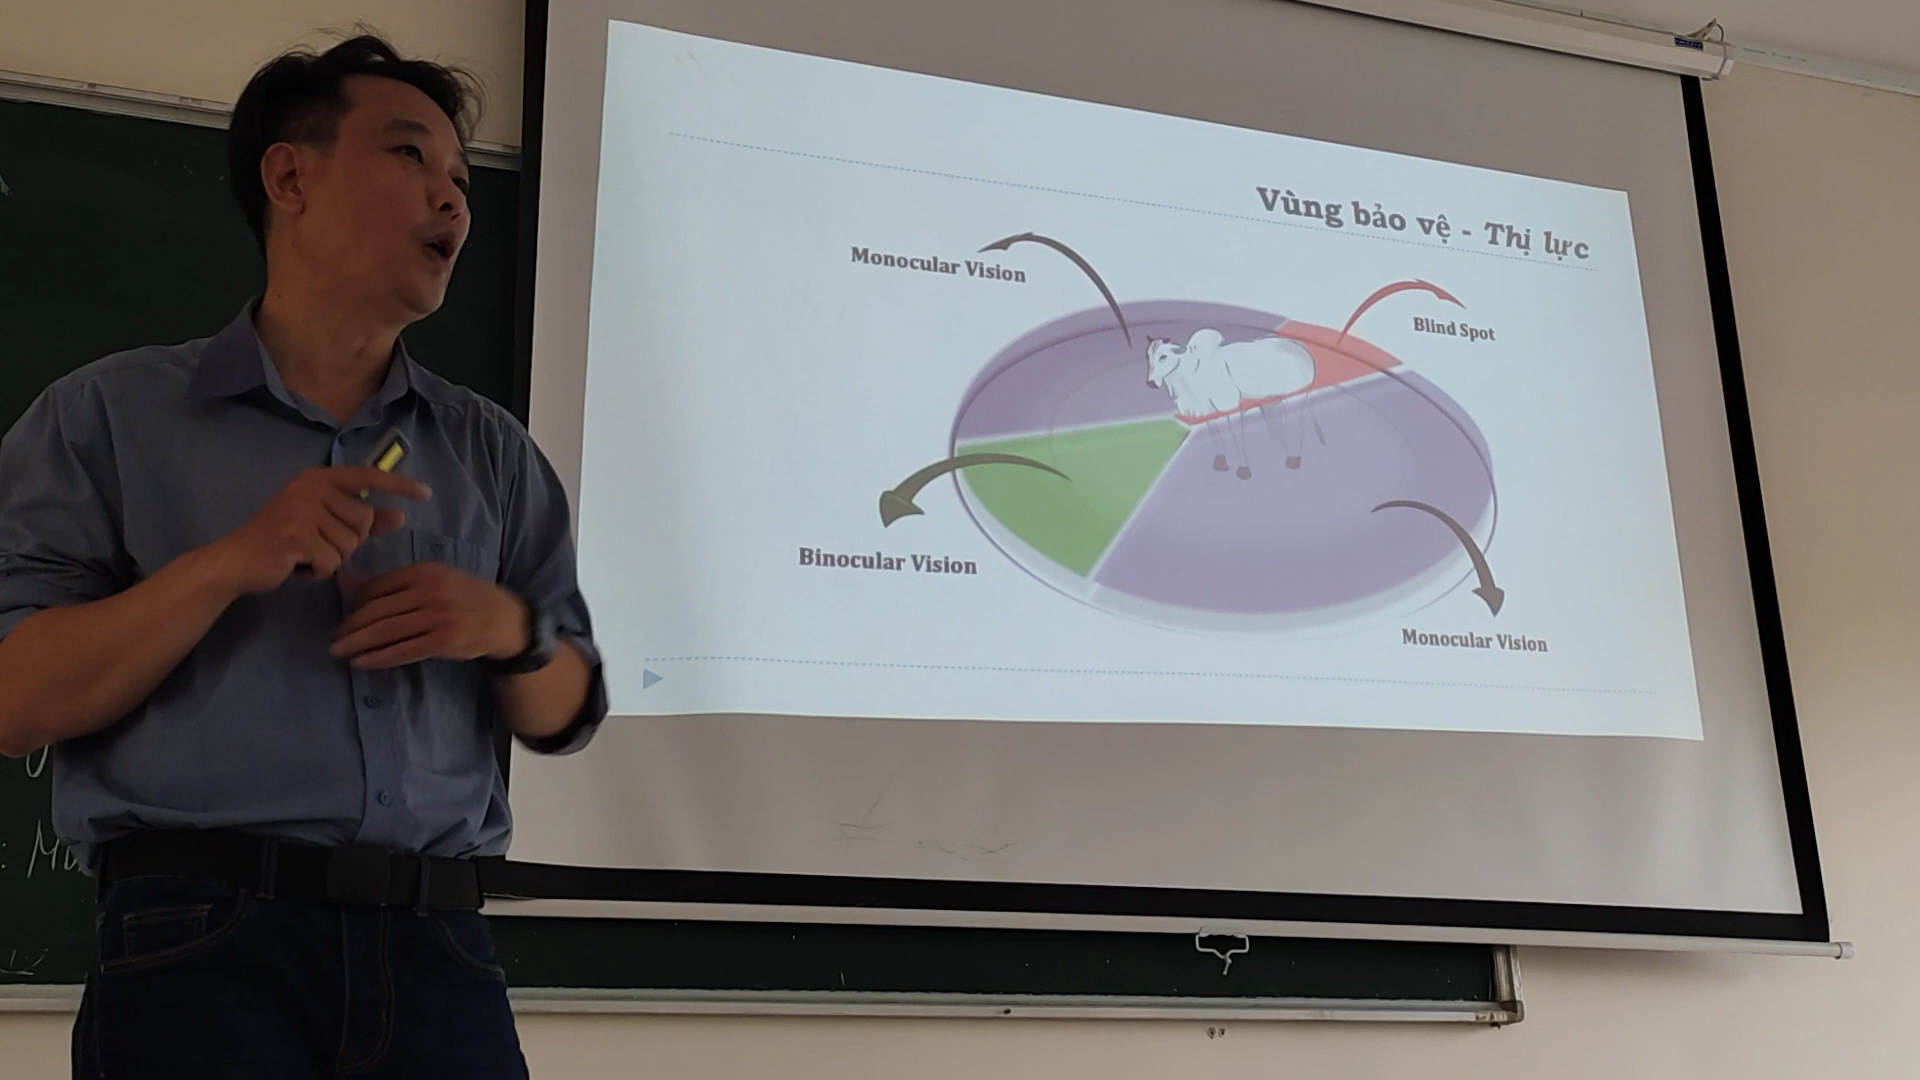 Vùng bảo vệ - Thị lực
Monocular Vision
Blind Spot
Binocular Vision
Monocular Vision